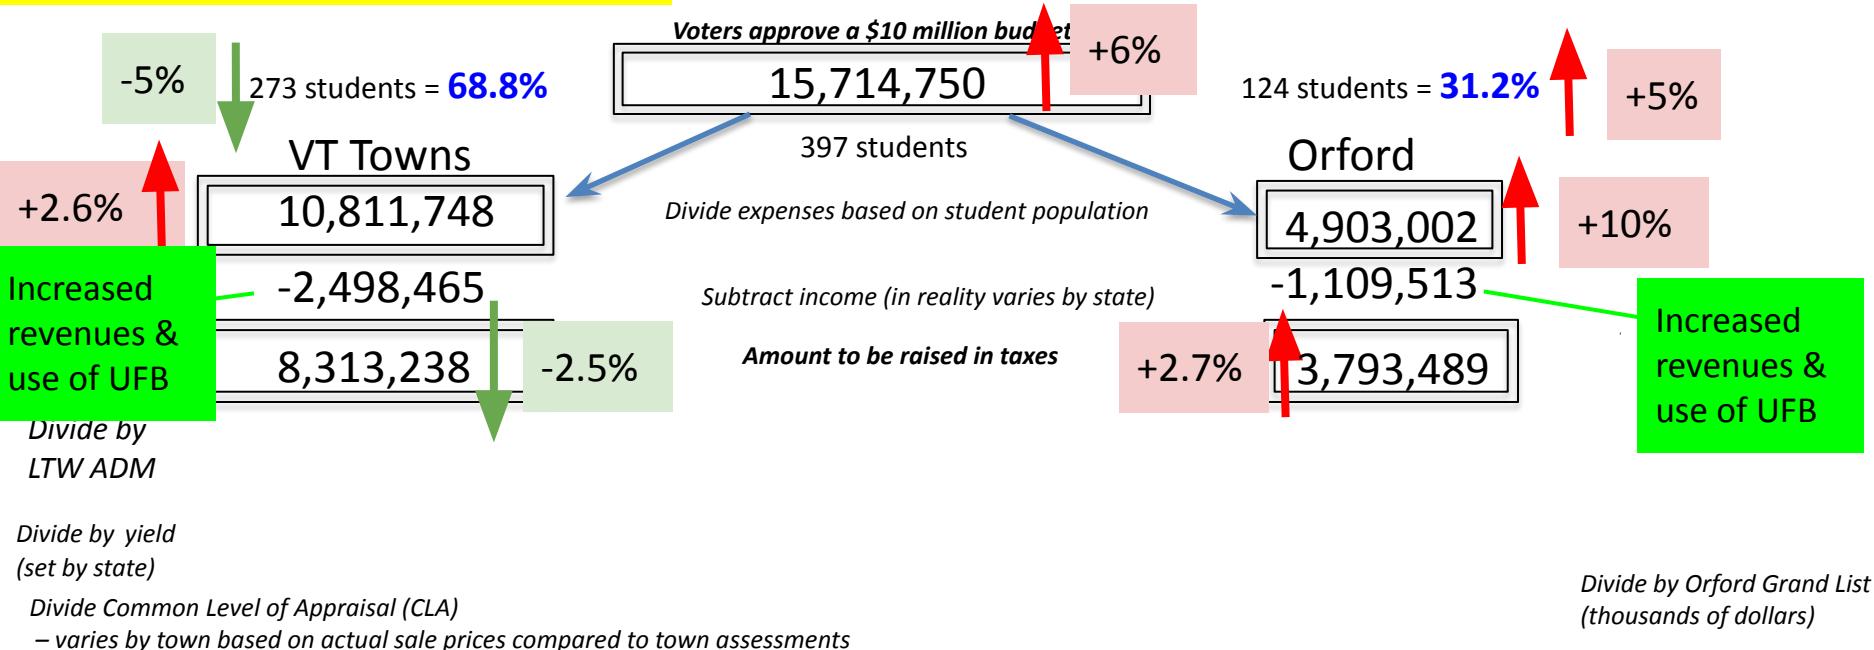 Voters approve a $10 million budget
+6%
-5%
273 students = 68.8%
15,714,750
124 students = 31.2%
+5%
397 students
VT Towns
Orford
+2.6%
10,811,748
Divide expenses based on student population
4,903,002
+10%
Increased
revenues &
use of UFB
-2,498,465
Subtract income (in reality varies by state)
-1,109,513
Increased
revenues &
use of UFB
8,313,238
-2.5%
Amount to be raised in taxes
+2.7%
3,793,489
Divide by
LTW ADM
Divide by yield
(set by state)
Divide Common Level of Appraisal (CLA)
– varies by town based on actual sale prices compared to town assessments
Divide by Orford Grand List
(thousands of dollars)